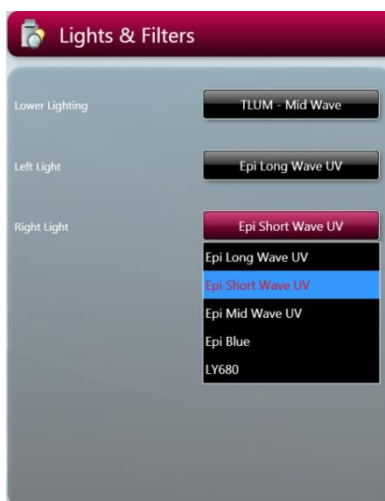 Lights & Filters
Lower Lighting TLUM - Mid Wave
Left Light Epi Long Wave UV
Right Light Epi Short Wave UV
Epi Long Wave UV
Epi Short Wave UV
Epi Mid Wave UV
Epi Blue
LY680